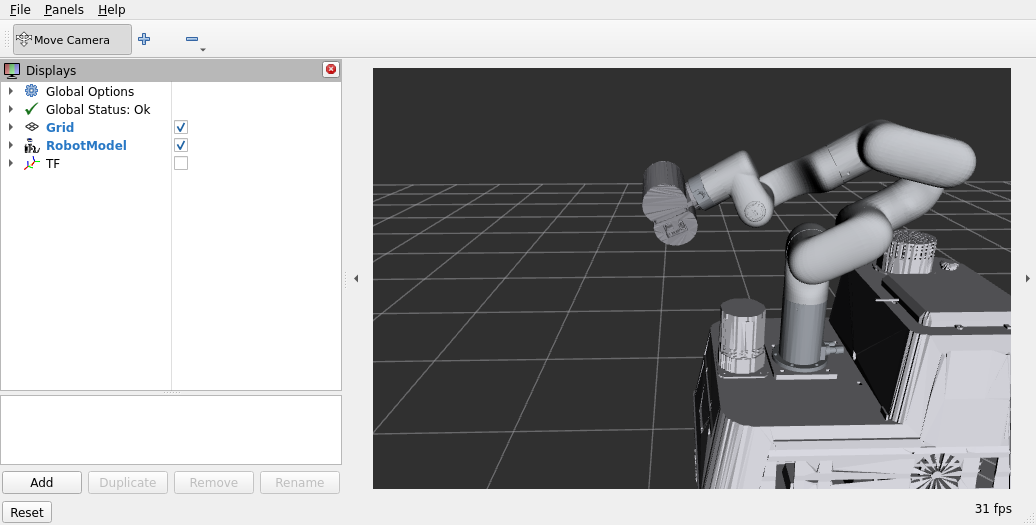 File Panels Help
Move Camera
Displays
Global Options
Global Status: Ok
Grid
RobotModel
TF
Add Duplicate Remove Rename
Reset
31 fps